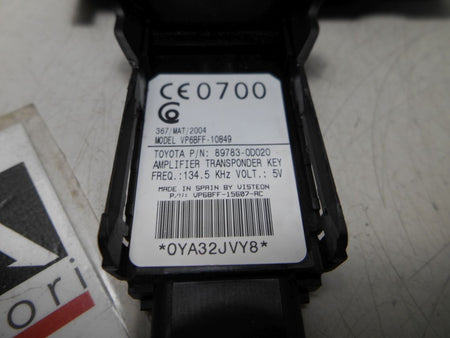 CE0700
367/MAT/2004
MODEL VP6BFF-10849
TOYOTA P/N: 89783-0D020
AMPLIFIER TRANSPONDER KEY
FREQ.:134.5 KHz VOLT.: 5V
MADE IN SPAIN BY VISTEON
P/N: VP6BFF-15607-AC
*0YA32JVY8*
ori